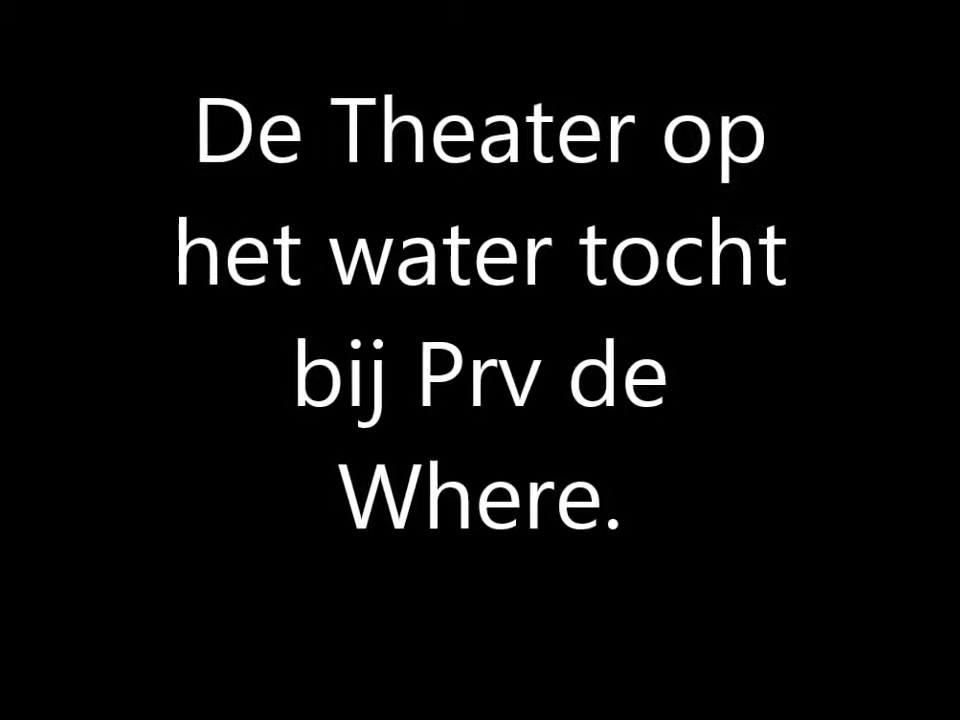 De Theater op
het water tocht
bij Prv de
Where.